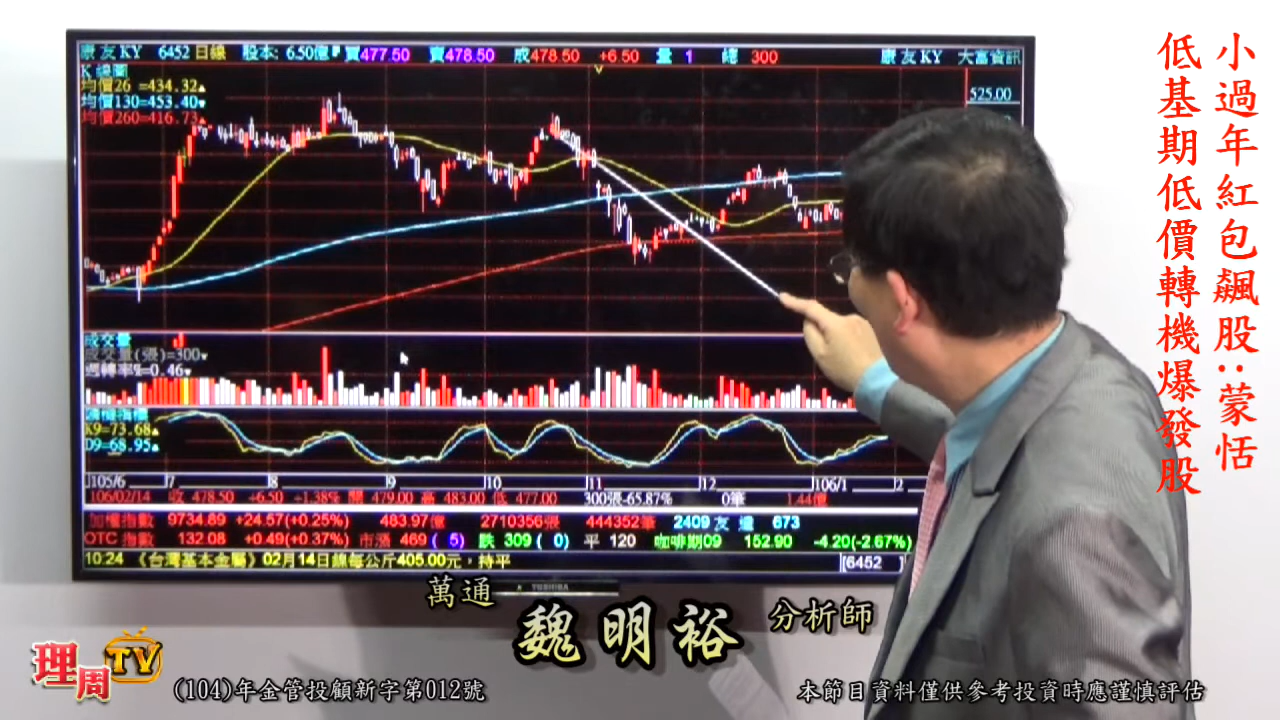 康友KY 6452日線 股本: 6.50億 買477.50 賣478.50 成478.50 +6.50 量 1 總 300 康友KY 大富資訊
K線圖
均價26 =434.32▲
均價130=453.40▼
均價260=416.73▲
525.00
成交量
成交量(張)=300▼
週轉率%=0.46▼
K9=73.68▲
D9=68.95▲
105/6 7 8 9 10 11 12 106/1 2
106/02/14 收 478.50 +6.50 +1.38% 開 479.00 高 483.00 低 477.00 300張-65.87% 0筆 1.44億
加權指數 9734.89 +24.57(+0.25%) 483.97億 2710356張 444352筆 2409 友達 673
OTC指數 132.08 +0.49(+0.37%) 市漲 469( 5) 跌 309( 0) 平 120 咖啡期09 152.90 -4.20(-2.67%)
10:24 《台灣基本金屬》02月14日鎳每公斤405.00元，持平 [6452 ]
TOSHIBA
小過年紅包飆股:蒙恬
低基期低價轉機爆發股
萬通 魏明裕 分析師
理周TV
(104)年金管投顧新字第012號
本節目資料僅供參考投資時應謹慎評估